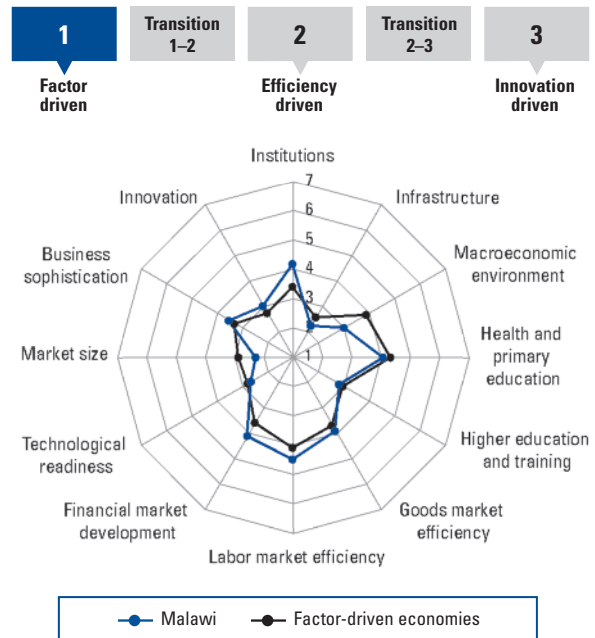 1
Transition
1–2
2
Transition
2–3
3
Factor
driven
Efficiency
driven
Innovation
driven
Institutions
Infrastructure
Macroeconomic
environment
Health and
primary
education
Higher education
and training
Goods market
efficiency
Labor market efficiency
Financial market
development
Technological
readiness
Market size
Business
sophistication
Innovation
7
6
5
4
3
2
1
Malawi
Factor-driven economies